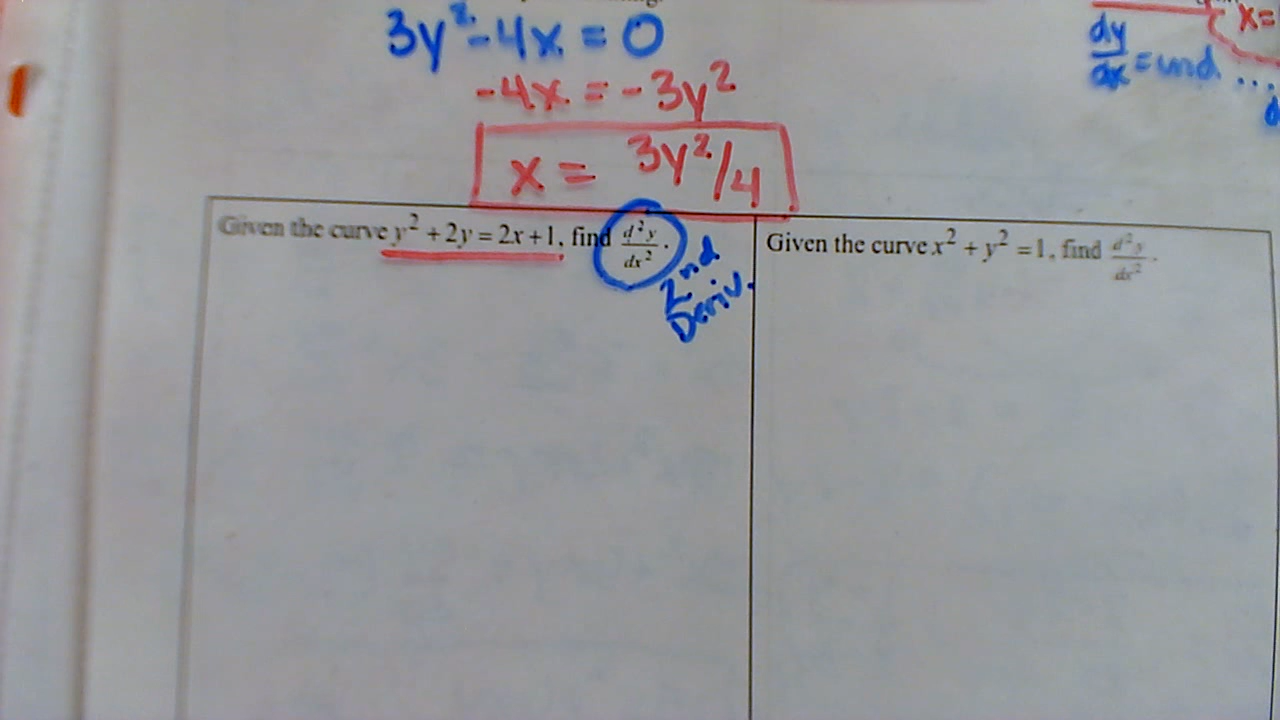 3y² - 4x = 0
-4x = -3y²
x = 3y²/4
x =
dy/dx = und...
Given the curve y² + 2y = 2x + 1, find d²y/dx².
2nd
Deriv.
Given the curve x² + y² = 1, find d²y/dx².